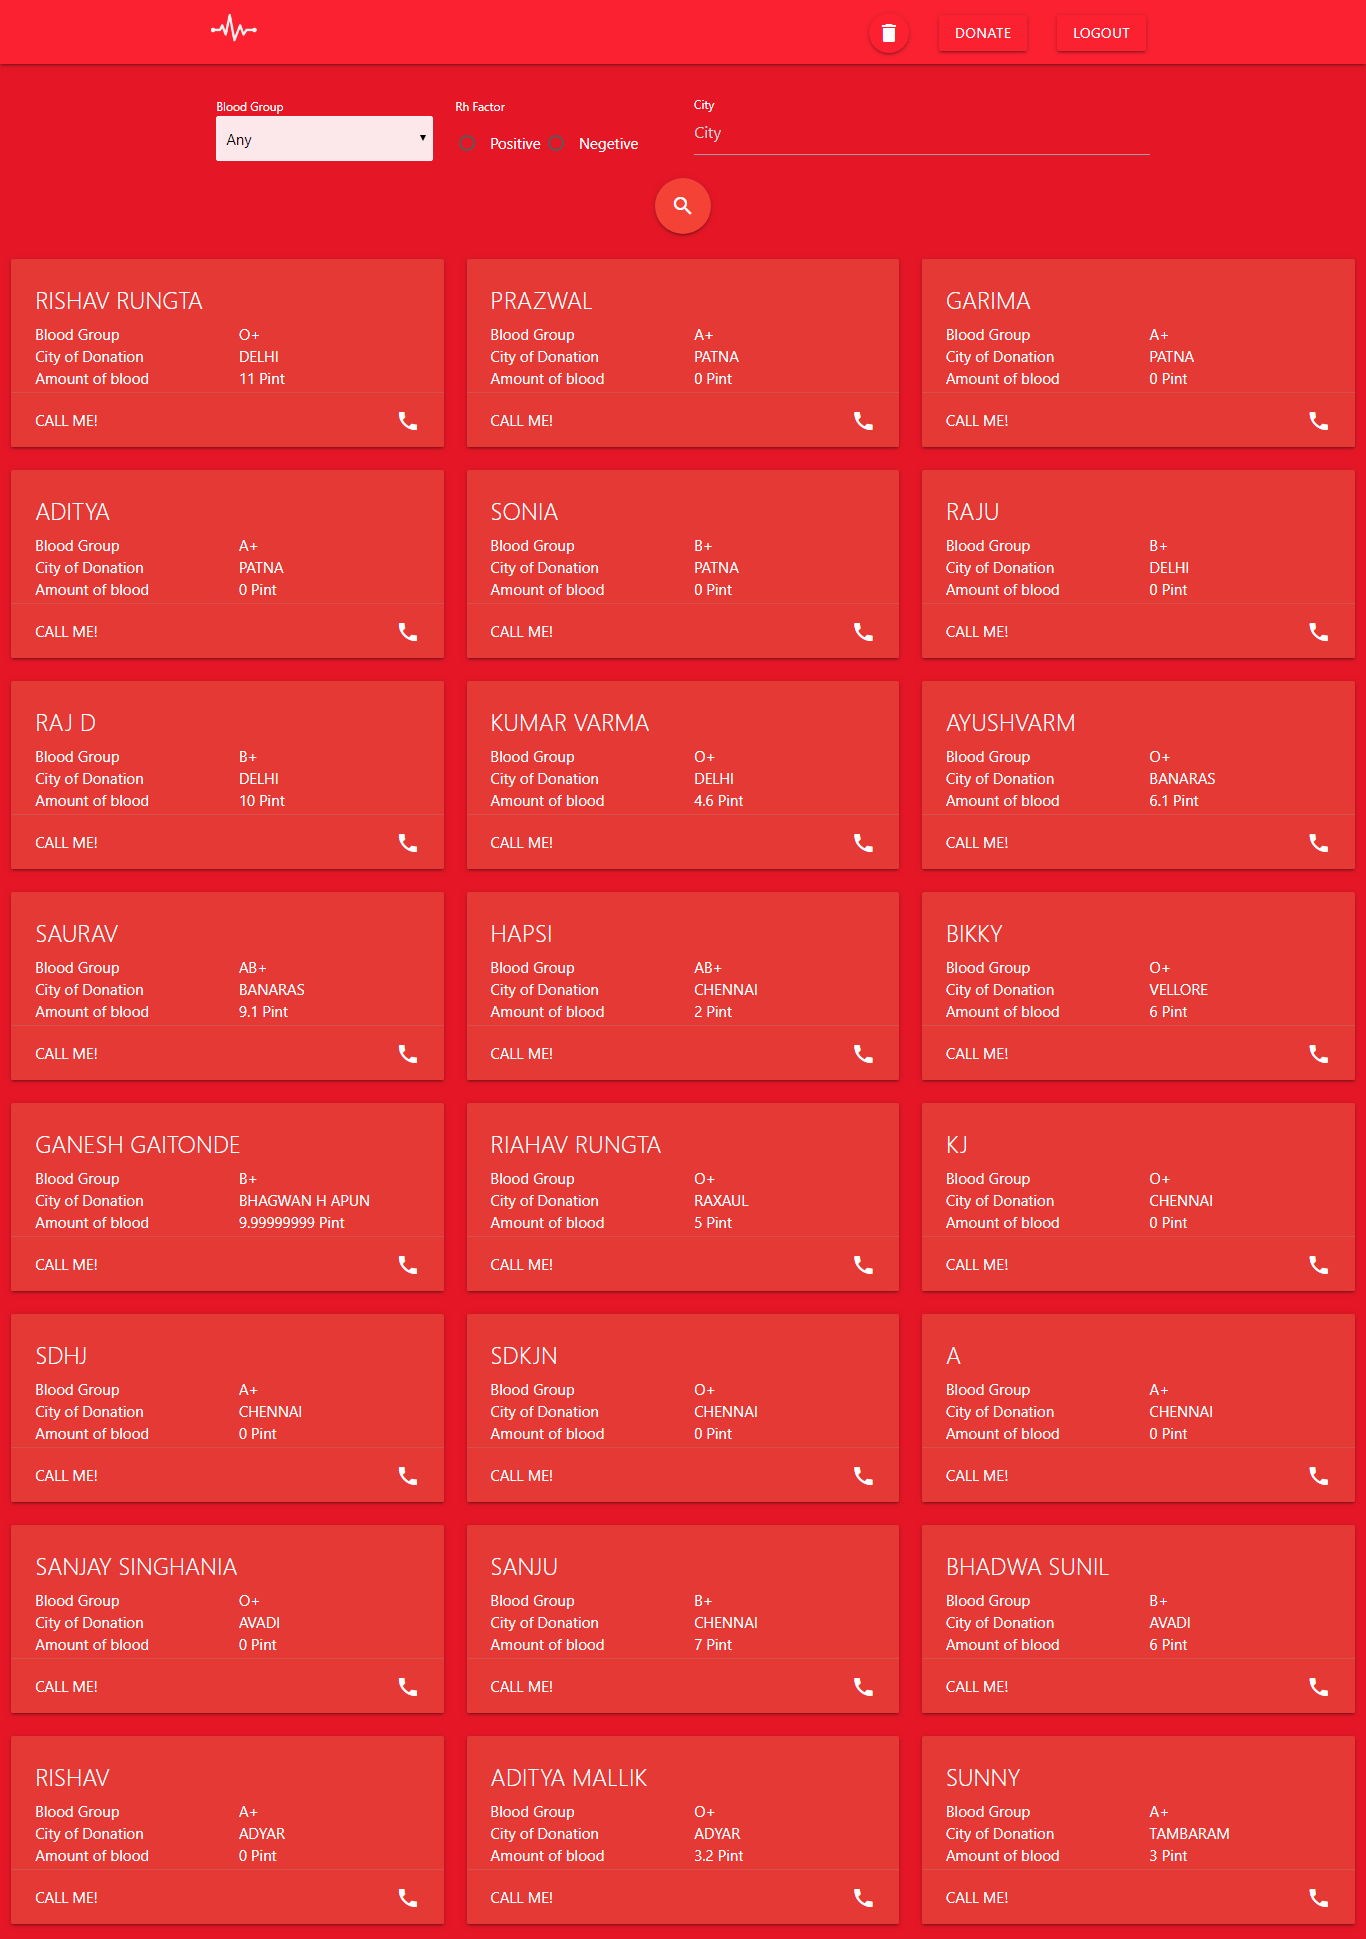 DONATE LOGOUT
Blood Group Rh Factor City
Any Positive Negetive City
RISHAV RUNGTA
Blood Group O+
City of Donation DELHI
Amount of blood 11 Pint
CALL ME!
PRAZWAL
Blood Group A+
City of Donation PATNA
Amount of blood 0 Pint
CALL ME!
GARIMA
Blood Group A+
City of Donation PATNA
Amount of blood 0 Pint
CALL ME!
ADITYA
Blood Group A+
City of Donation PATNA
Amount of blood 0 Pint
CALL ME!
SONIA
Blood Group B+
City of Donation PATNA
Amount of blood 0 Pint
CALL ME!
RAJU
Blood Group B+
City of Donation DELHI
Amount of blood 0 Pint
CALL ME!
RAJ D
Blood Group B+
City of Donation DELHI
Amount of blood 10 Pint
CALL ME!
KUMAR VARMA
Blood Group O+
City of Donation DELHI
Amount of blood 4.6 Pint
CALL ME!
AYUSHVARM
Blood Group O+
City of Donation BANARAS
Amount of blood 6.1 Pint
CALL ME!
SAURAV
Blood Group AB+
City of Donation BANARAS
Amount of blood 9.1 Pint
CALL ME!
HAPSI
Blood Group AB+
City of Donation CHENNAI
Amount of blood 2 Pint
CALL ME!
BIKKY
Blood Group O+
City of Donation VELLORE
Amount of blood 6 Pint
CALL ME!
GANESH GAITONDE
Blood Group B+
City of Donation BHAGWAN H APUN
Amount of blood 9.99999999 Pint
CALL ME!
RIAHAV RUNGTA
Blood Group O+
City of Donation RAXAUL
Amount of blood 5 Pint
CALL ME!
KJ
Blood Group O+
City of Donation CHENNAI
Amount of blood 0 Pint
CALL ME!
SDHJ
Blood Group A+
City of Donation CHENNAI
Amount of blood 0 Pint
CALL ME!
SDKJN
Blood Group O+
City of Donation CHENNAI
Amount of blood 0 Pint
CALL ME!
A
Blood Group A+
City of Donation CHENNAI
Amount of blood 0 Pint
CALL ME!
SANJAY SINGHANIA
Blood Group O+
City of Donation AVADI
Amount of blood 0 Pint
CALL ME!
SANJU
Blood Group B+
City of Donation CHENNAI
Amount of blood 7 Pint
CALL ME!
BHADWA SUNIL
Blood Group B+
City of Donation AVADI
Amount of blood 6 Pint
CALL ME!
RISHAV
Blood Group A+
City of Donation ADYAR
Amount of blood 0 Pint
CALL ME!
ADITYA MALLIK
Blood Group O+
City of Donation ADYAR
Amount of blood 3.2 Pint
CALL ME!
SUNNY
Blood Group A+
City of Donation TAMBARAM
Amount of blood 3 Pint
CALL ME!